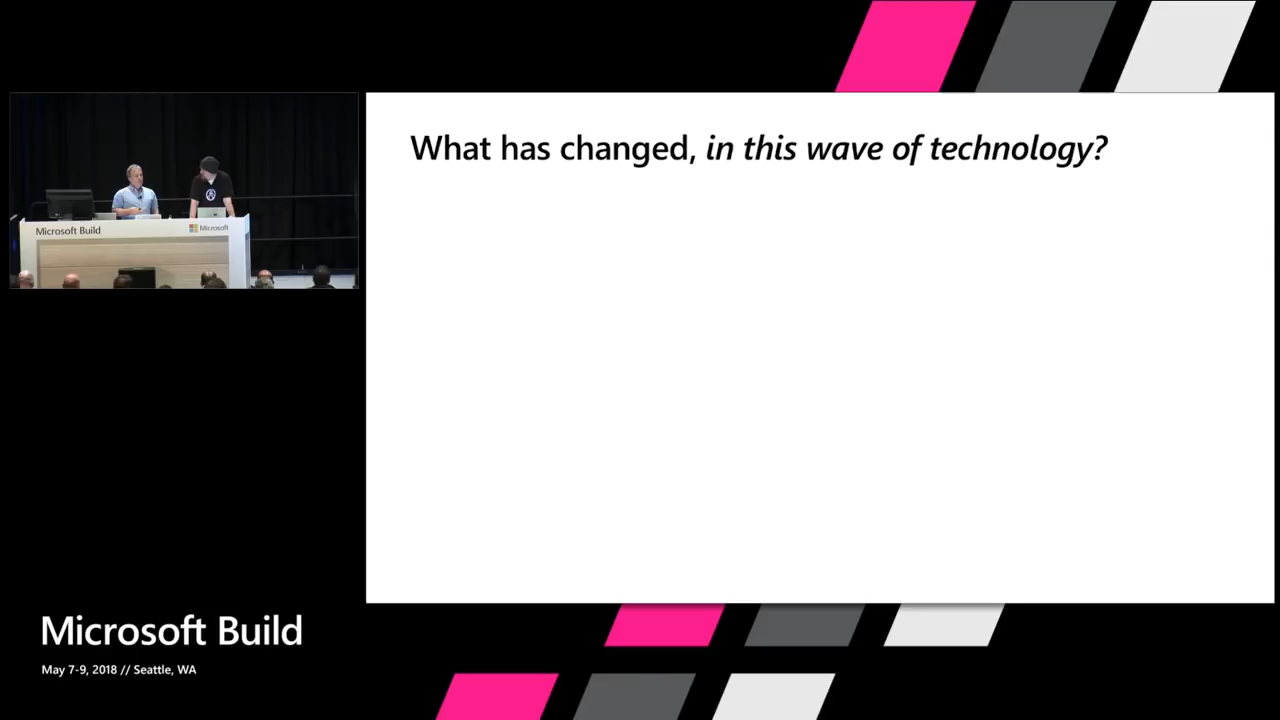 What has changed, in this wave of technology?
Microsoft Build
Microsoft
Microsoft Build
May 7-9, 2018 // Seattle, WA